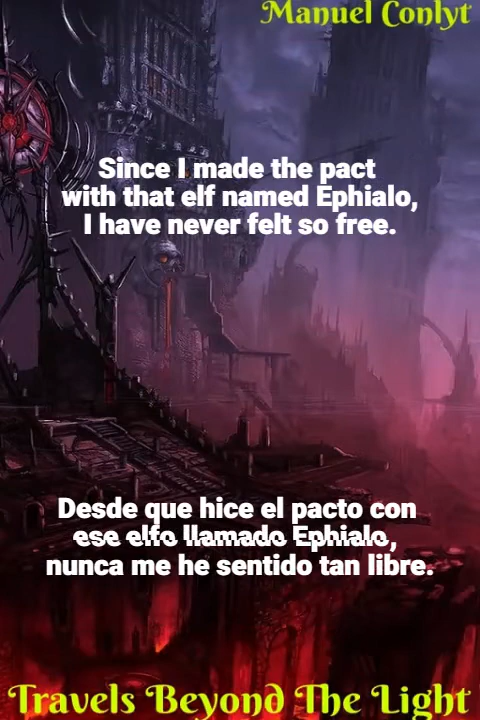 Manuel Conlyt
Since I made the pact
with that elf named Ephialo,
I have never felt so free.
Desde que hice el pacto con
ese elfo llamado Ephialo,
nunca me he sentido tan libre.
Travels Beyond The Light